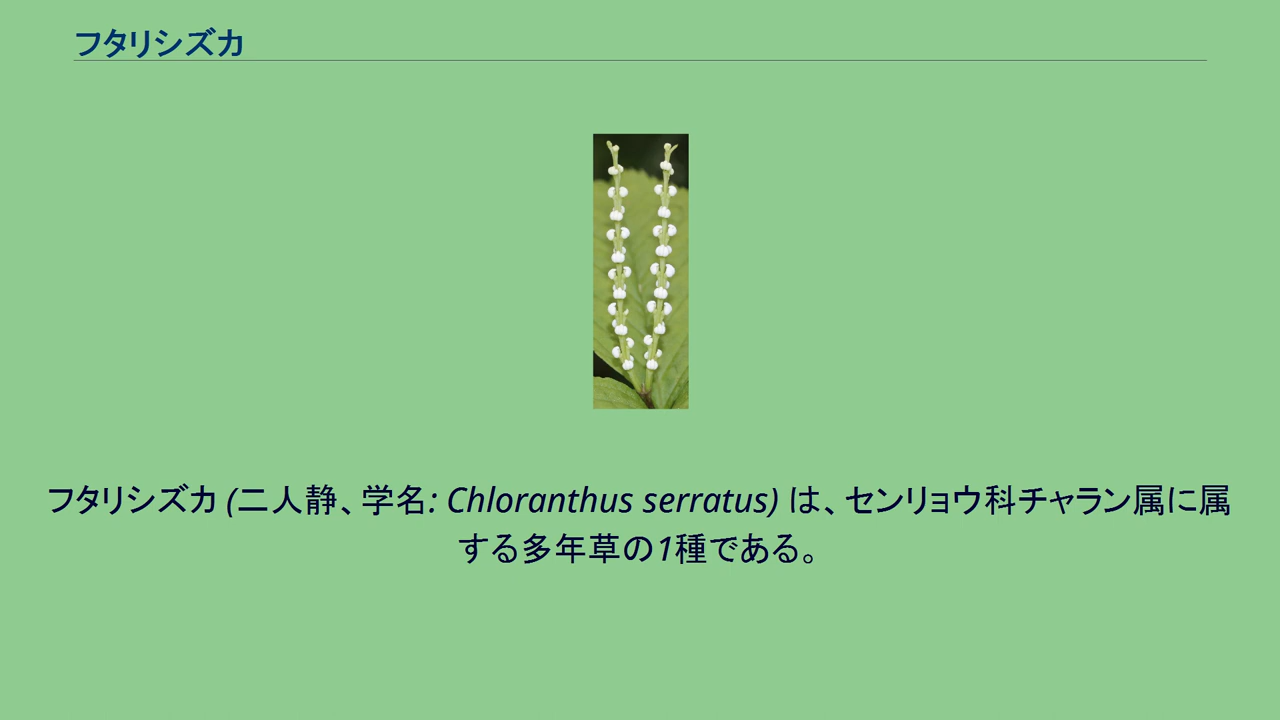 フタリシズカ
フタリシズカ (二人静、学名: Chloranthus serratus) は、センリョウ科チャラン属に属
する多年草の1種である。